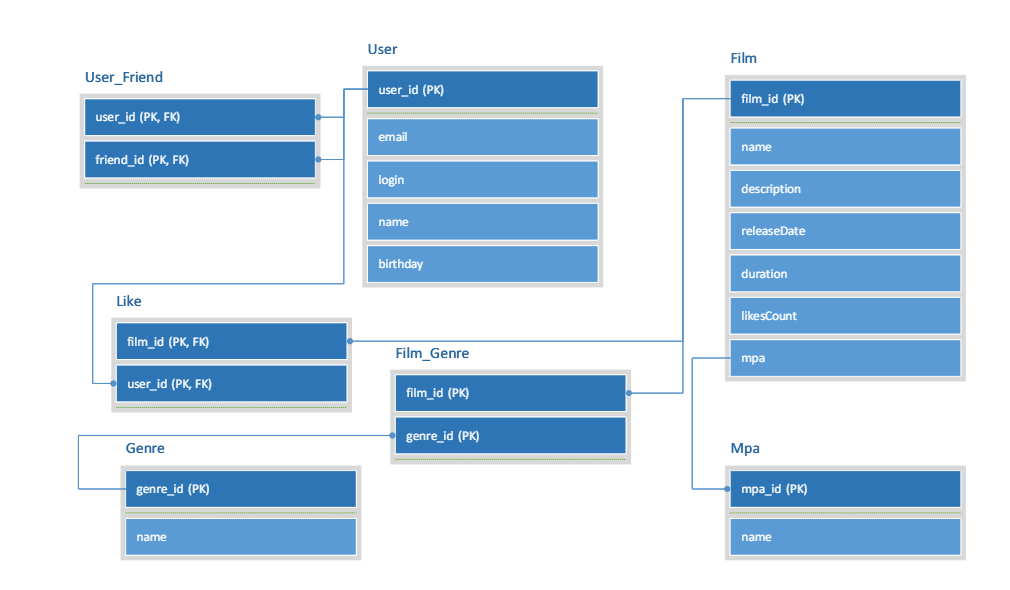 User_Friend
user_id (PK, FK)
friend_id (PK, FK)
User
user_id (PK)
email
login
name
birthday
Film
film_id (PK)
name
description
releaseDate
duration
likesCount
mpa
Like
film_id (PK, FK)
user_id (PK, FK)
Film_Genre
film_id (PK)
genre_id (PK)
Genre
genre_id (PK)
name
Mpa
mpa_id (PK)
name